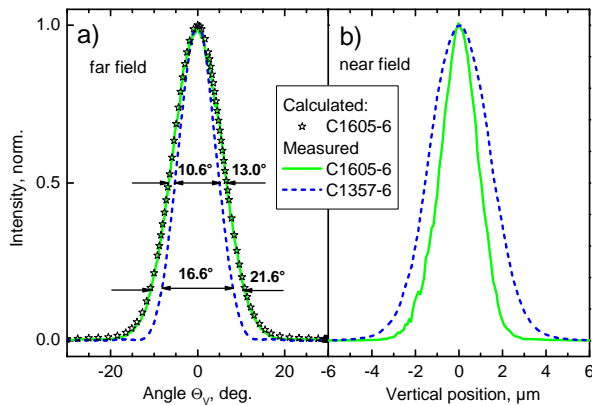 a)
far field
b)
near field
Calculated:
C1605-6
Measured
C1605-6
C1357-6
10.6°
13.0°
16.6°
21.6°
Intensity, norm.
1.0
0.5
0.0
-20
0
20
-6
-4
-2
0
2
4
6
Angle ΘV, deg.
Vertical position, µm